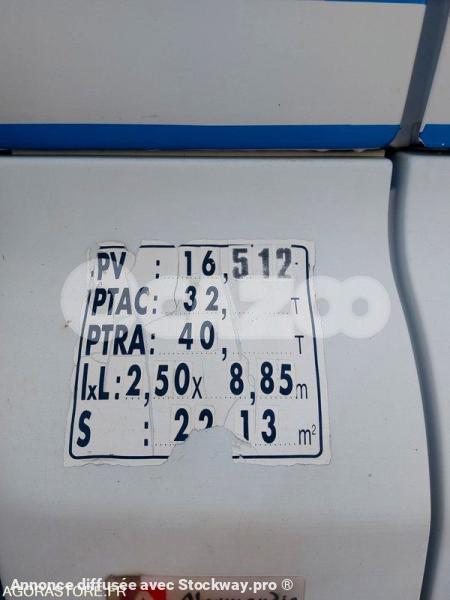 PV : 16,512
PTAC: 32, T
PTRA: 40, T
lxL: 2,50x 8,85m
S : 22 13 m²
Annonce diffusée avec Stockway.pro ®
AGORASTORE.FR